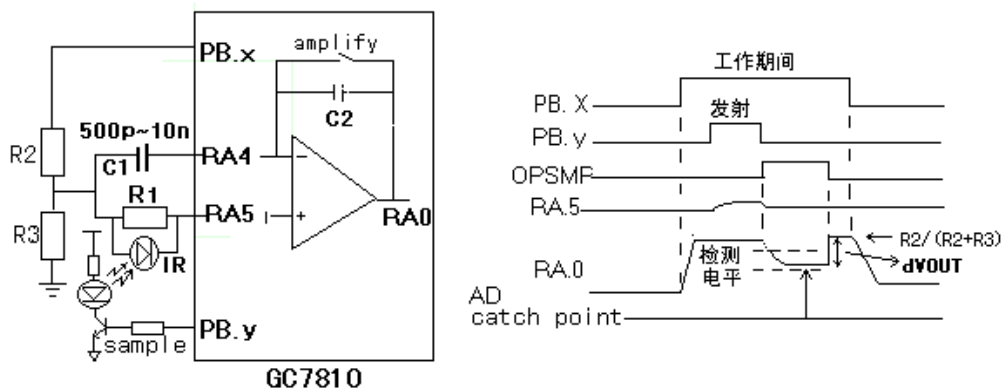 PB.x
amplify
C2
500p~10n
C1
RA4
R2
R1
RA5
RA0
R3
IR
PB.y
sample
GC7810
工作期间
PB. X
发射
PB.y
OPSMP
RA.5
R2/(R2+R3)
检测
电平
dVOUT
RA.0
AD
catch point